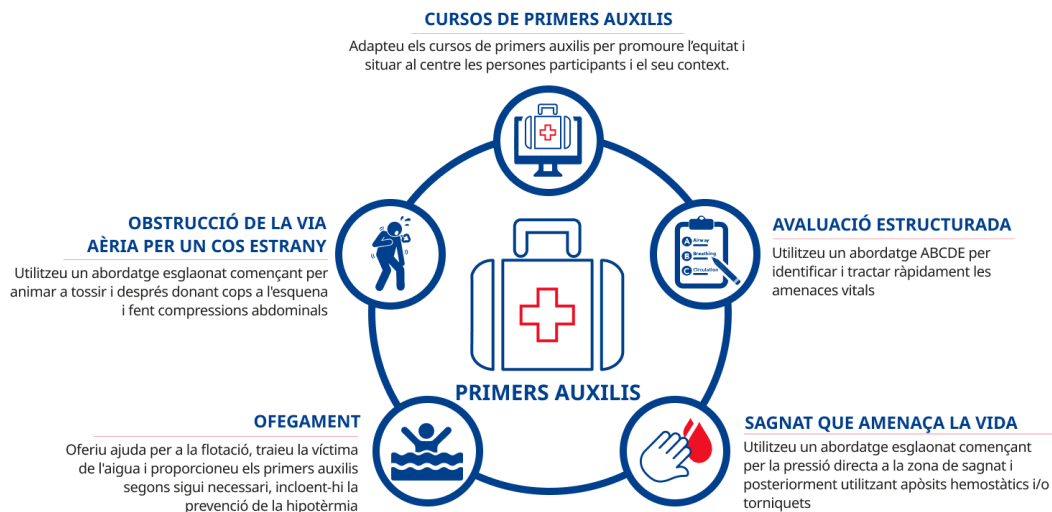 CURSOS DE PRIMERS AUXILIS
Adapteu els cursos de primers auxilis per promoure l'equitat i
situar al centre les persones participants i el seu context.
OBSTRUCCIÓ DE LA VIA
AÈRIA PER UN COS ESTRANY
Utilitzeu un abordatge esglaonat començant per
animar a tossir i després donant cops a l'esquena
i fent compressions abdominals
A Airway
B Breathing
C Circulation
AVALUACIÓ ESTRUCTURADA
Utilitzeu un abordatge ABCDE per
identificar i tractar ràpidament les
amenaces vitals
PRIMERS AUXILIS
OFEGAMENT
Oferiu ajuda per a la flotació, traieu la víctima
de l'aigua i proporcioneu els primers auxilis
segons sigui necessari, incloent-hi la
prevenció de la hipotèrmia
SAGNAT QUE AMENAÇA LA VIDA
Utilitzeu un abordatge esglaonat començant
per la pressió directa a la zona de sagnat i
posteriorment utilitzant apòsits hemostàtics i/o
torniquets